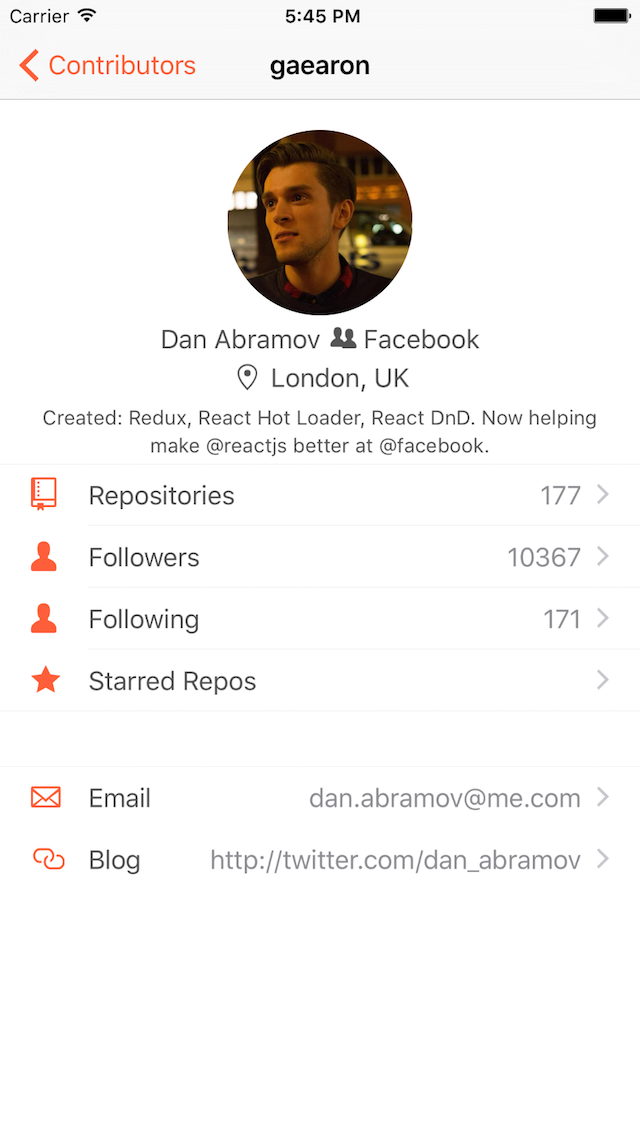 Carrier 5:45 PM
Contributors gaearon
Dan Abramov Facebook
London, UK
Created: Redux, React Hot Loader, React DnD. Now helping
make @reactjs better at @facebook.
Repositories 177
Followers 10367
Following 171
Starred Repos
Email dan.abramov@me.com
Blog http://twitter.com/dan_abramov